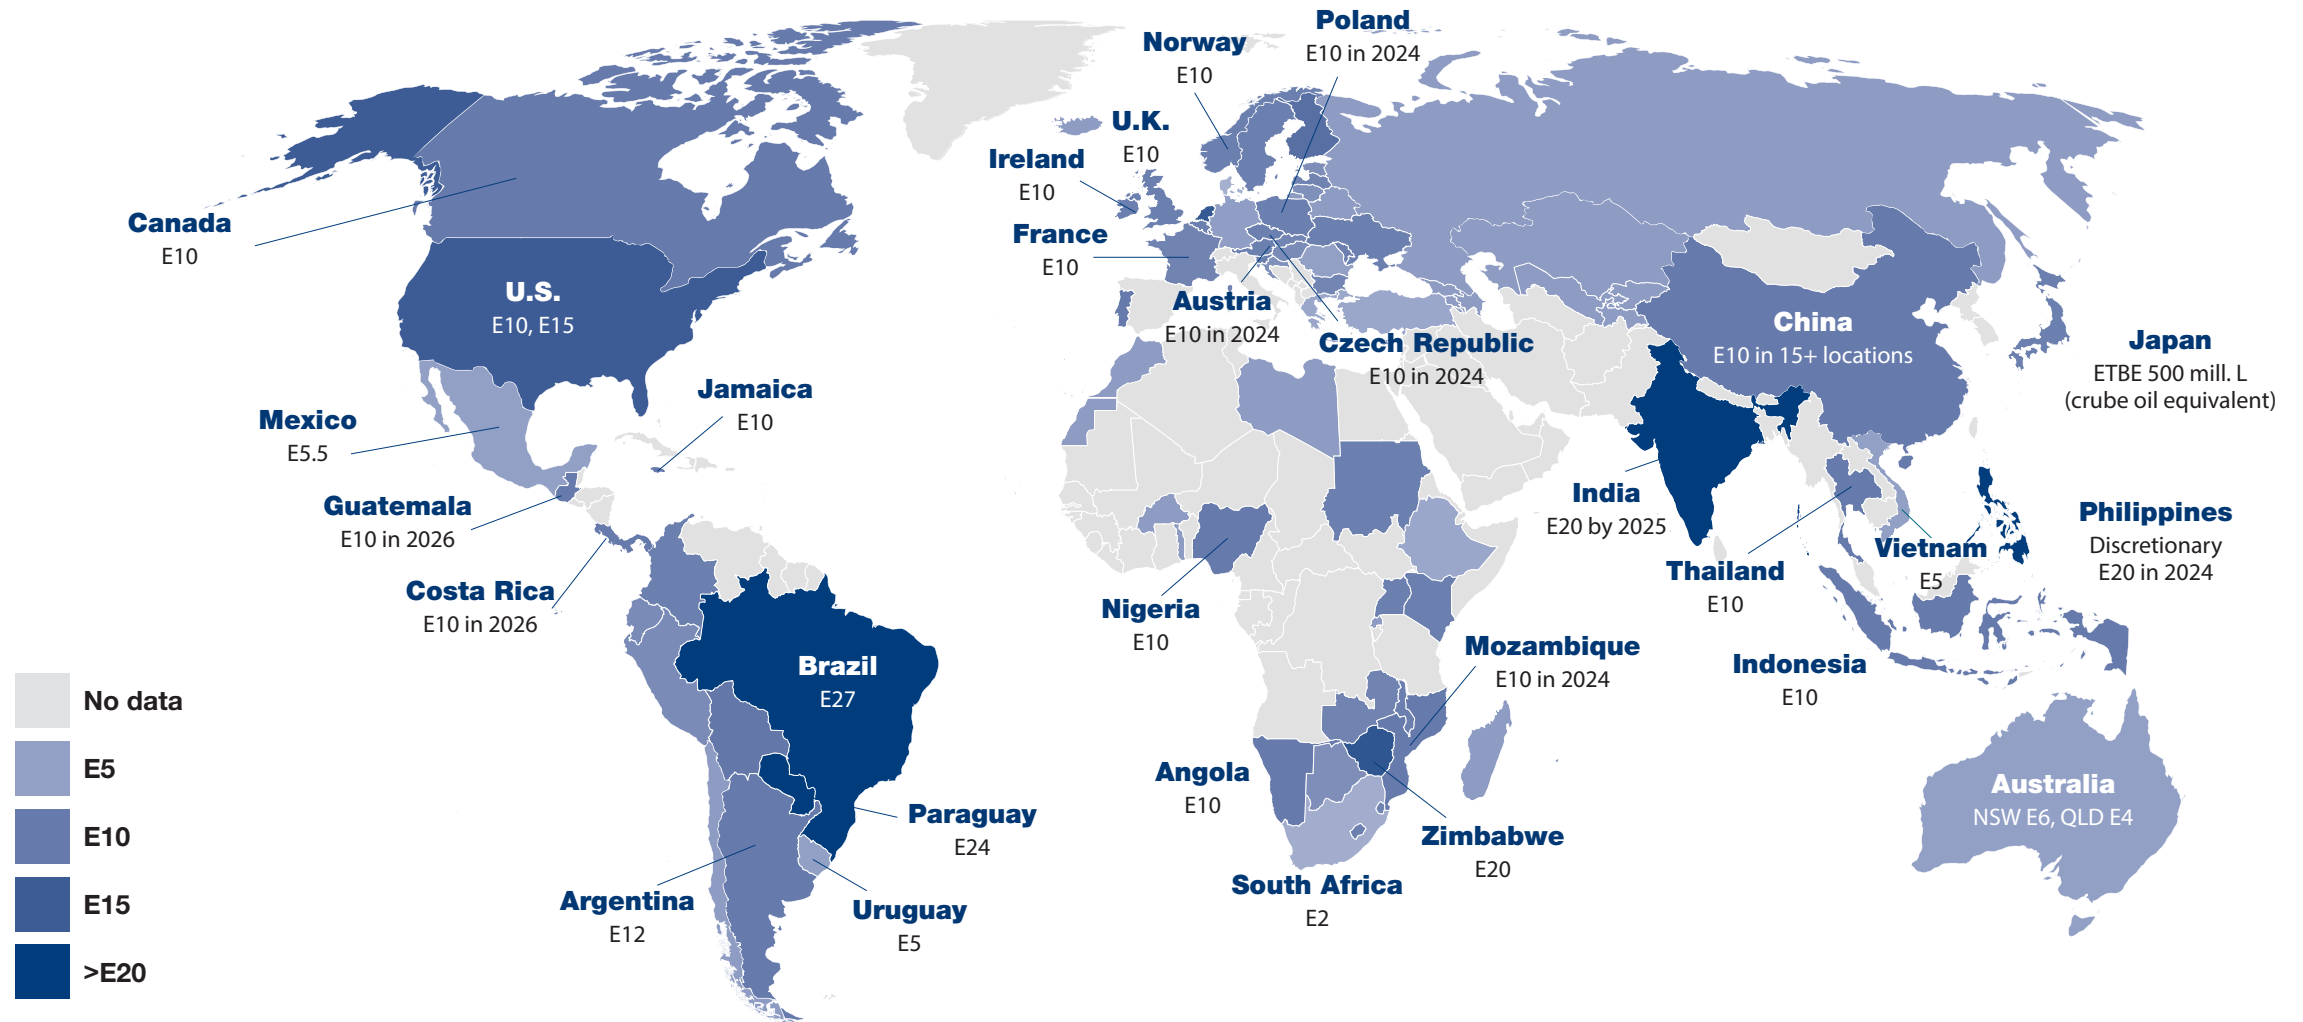 Poland
E10 in 2024
Norway
E10
U.K.
E10
Ireland
E10
France
E10
Canada
E10
U.S.
E10, E15
Austria
E10 in 2024
Czech Republic
E10 in 2024
China
E10 in 15+ locations
Japan
ETBE 500 mill. L
(crube oil equivalent)
Jamaica
E10
Mexico
E5.5
Guatemala
E10 in 2026
Costa Rica
E10 in 2026
India
E20 by 2025
Philippines
Discretionary
E20 in 2024
Vietnam
E5
Thailand
E10
Nigeria
E10
Mozambique
E10 in 2024
Indonesia
E10
Brazil
E27
Angola
E10
Australia
NSW E6, QLD E4
Paraguay
E24
Zimbabwe
E20
South Africa
E2
Argentina
E12
Uruguay
E5
No data
E5
E10
E15
>E20